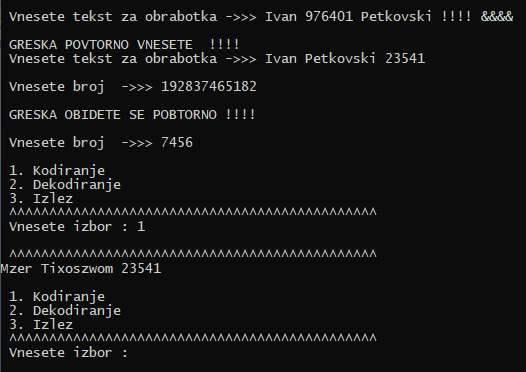 Vnesete tekst za obrabotka ->>> Ivan 976401 Petkovski !!!! &&&&
GRESKA POVTORNO VNESETE !!!!
Vnesete tekst za obrabotka ->>> Ivan Petkovski 23541
Vnesete broj ->>> 192837465182
GRESKA OBIDETE SE POBTORNO !!!!
Vnesete broj ->>> 7456
1. Kodiranje
2. Dekodiranje
3. Izlez
^^^^^^^^^^^^^^^^^^^^^^^^^^^^^^^^^^^^^^^^^^^^^^
Vnesete izbor : 1
^^^^^^^^^^^^^^^^^^^^^^^^^^^^^^^^^^^^^^^^^^^^^^
Mzer Tixoszwom 23541
1. Kodiranje
2. Dekodiranje
3. Izlez
^^^^^^^^^^^^^^^^^^^^^^^^^^^^^^^^^^^^^^^^^^^^^^
Vnesete izbor :